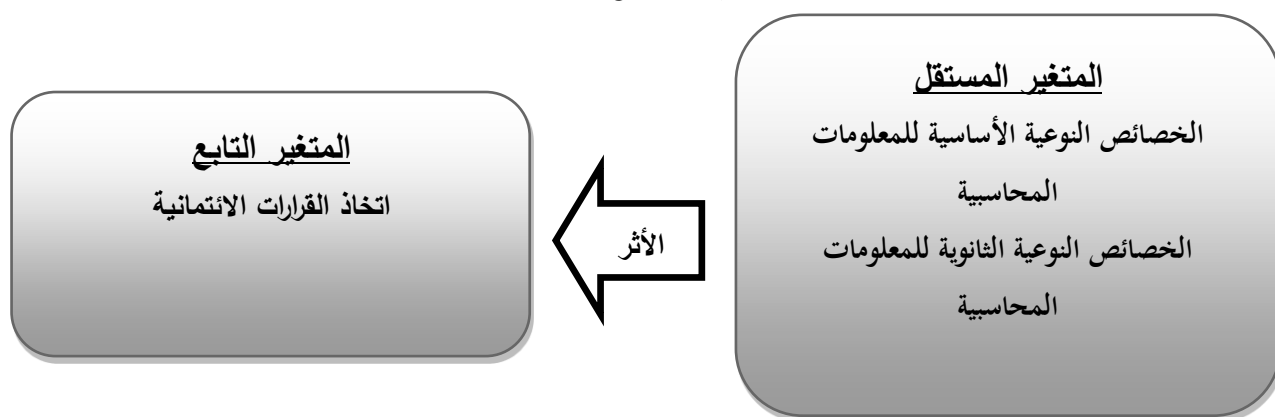 المتغير المستقل
الخصائص النوعية الأساسية للمعلومات
المحاسبية
الخصائص النوعية الثانوية للمعلومات
المحاسبية
الأثر
المتغير التابع
اتخاذ القرارات الائتمانية